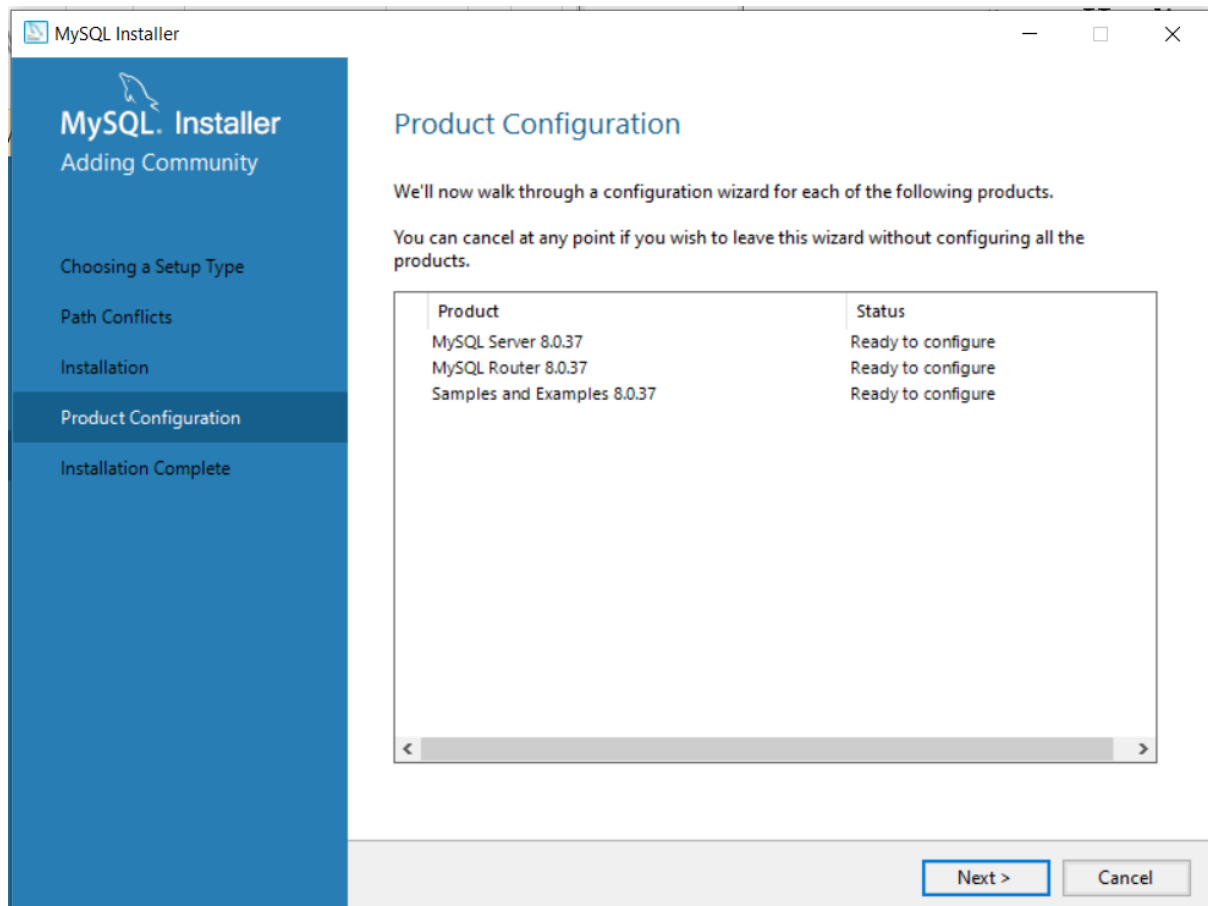 MySQL Installer
MySQL. Installer
Adding Community
Choosing a Setup Type
Path Conflicts
Installation
Product Configuration
Installation Complete
Product Configuration
We'll now walk through a configuration wizard for each of the following products.
You can cancel at any point if you wish to leave this wizard without configuring all the
products.
Product Status
MySQL Server 8.0.37 Ready to configure
MySQL Router 8.0.37 Ready to configure
Samples and Examples 8.0.37 Ready to configure
Next > Cancel